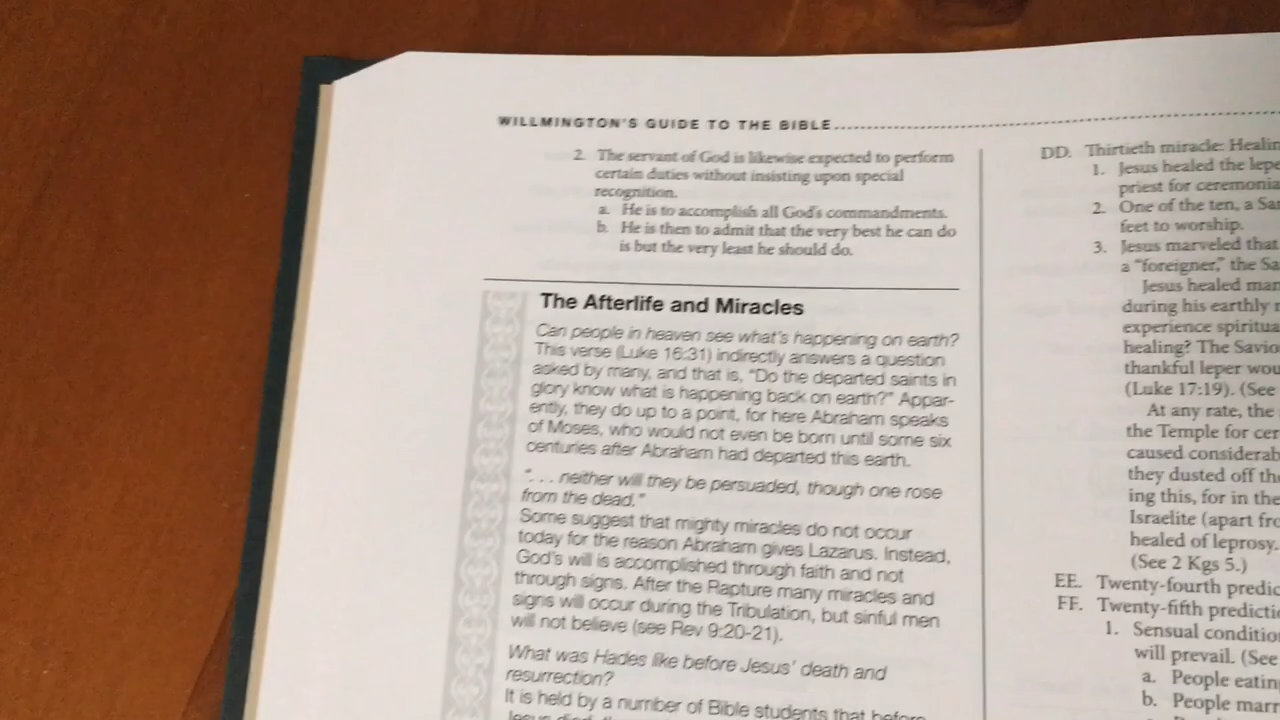 WILLMINGTON'S GUIDE TO THE BIBLE
2. The servant of God is likewise expected to perform
certain duties without insisting upon special
recognition.
a. He is to accomplish all God's commandments.
b. He is then to admit that the very best he can do
is but the very least he should do.
The Afterlife and Miracles
Can people in heaven see what's happening on earth?
This verse (Luke 16:31) indirectly answers a question
asked by many, and that is, "Do the departed saints in
glory know what is happening back on earth?" Appar-
ently, they do up to a point, for here Abraham speaks
of Moses, who would not even be born until some six
centuries after Abraham had departed this earth.
". . . neither will they be persuaded, though one rose
from the dead."
Some suggest that mighty miracles do not occur
today for the reason Abraham gives Lazarus. Instead,
God's will is accomplished through faith and not
through signs. After the Rapture many miracles and
signs will occur during the Tribulation, but sinful men
will not believe (see Rev 9:20-21).
What was Hades like before Jesus' death and
resurrection?
It is held by a number of Bible students that before
Jesus died,
DD. Thirtieth miracle: Healin
1. Jesus healed the lepe
priest for ceremonia
2. One of the ten, a Sa
feet to worship.
3. Jesus marveled that
a "foreigner," the Sa
Jesus healed man
during his earthly
experience spiritua
healing? The Savio
thankful leper wou
(Luke 17:19). (See
At any rate, the
the Temple for cer
caused considerab
they dusted off th
ing this, for in the
Israelite (apart fro
healed of leprosy.
(See 2 Kgs 5.)
EE. Twenty-fourth predic
FF. Twenty-fifth predicti
1. Sensual condition
will prevail. (See
a. People eatin
b. People marr